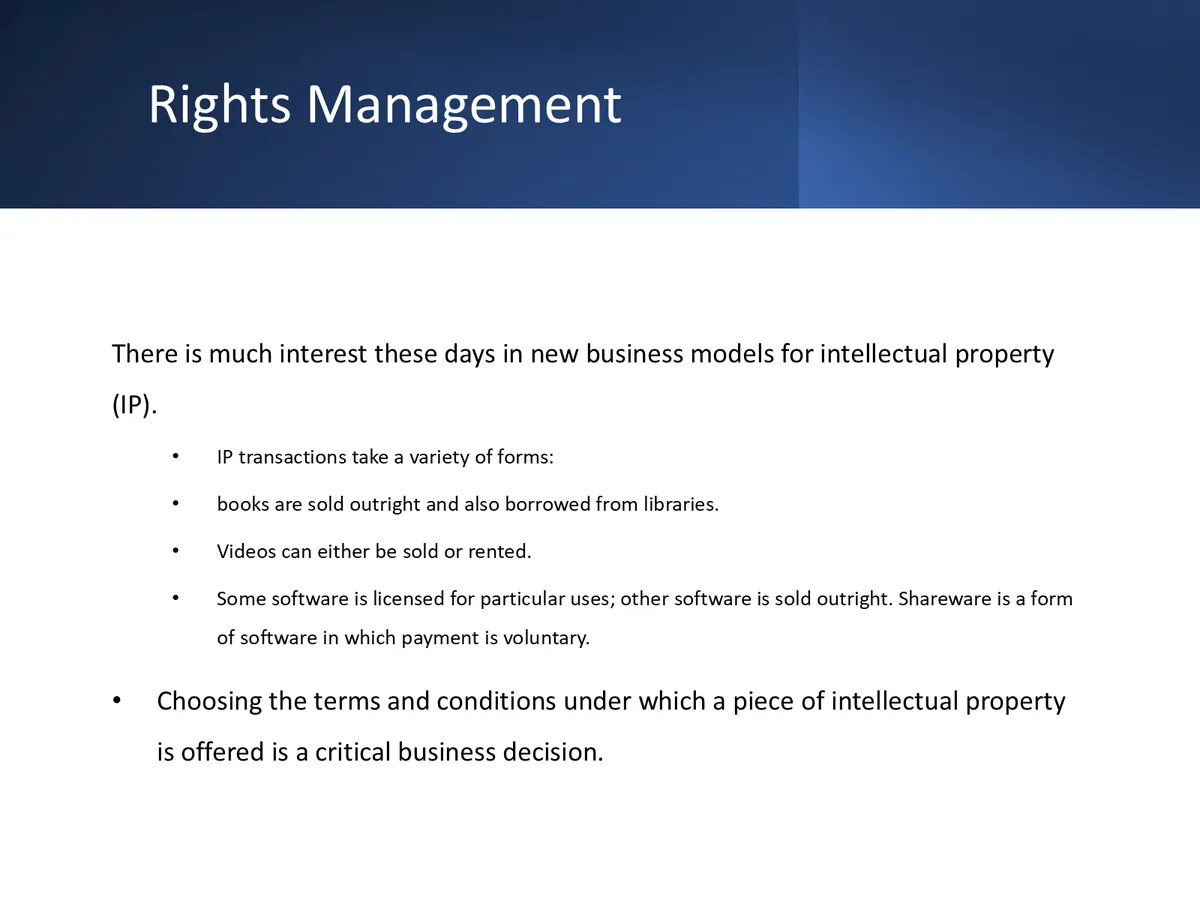 Rights Management
There is much interest these days in new business models for intellectual property
(IP).
• IP transactions take a variety of forms:
• books are sold outright and also borrowed from libraries.
• Videos can either be sold or rented.
• Some software is licensed for particular uses; other software is sold outright. Shareware is a form
of software in which payment is voluntary.
• Choosing the terms and conditions under which a piece of intellectual property
is offered is a critical business decision.